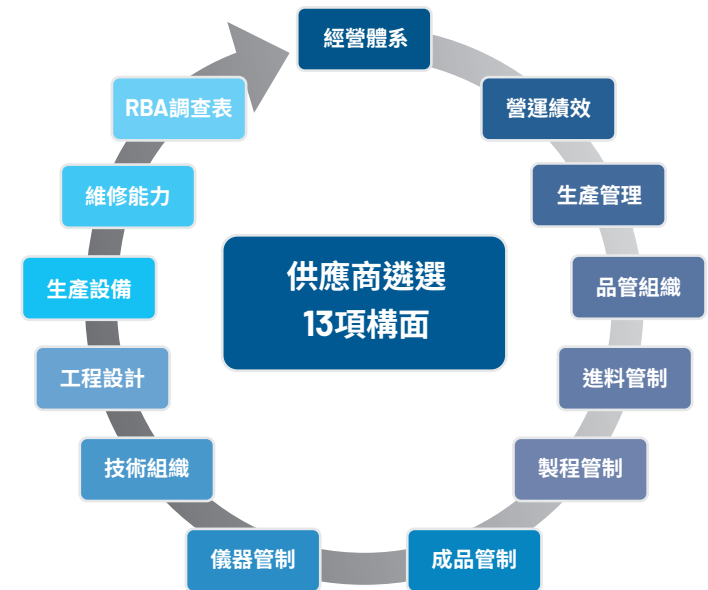 經營體系
營運績效
生產管理
品管組織
進料管制
製程管制
成品管制
儀器管制
技術組織
工程設計
生產設備
維修能力
RBA調查表
供應商遴選
13項構面